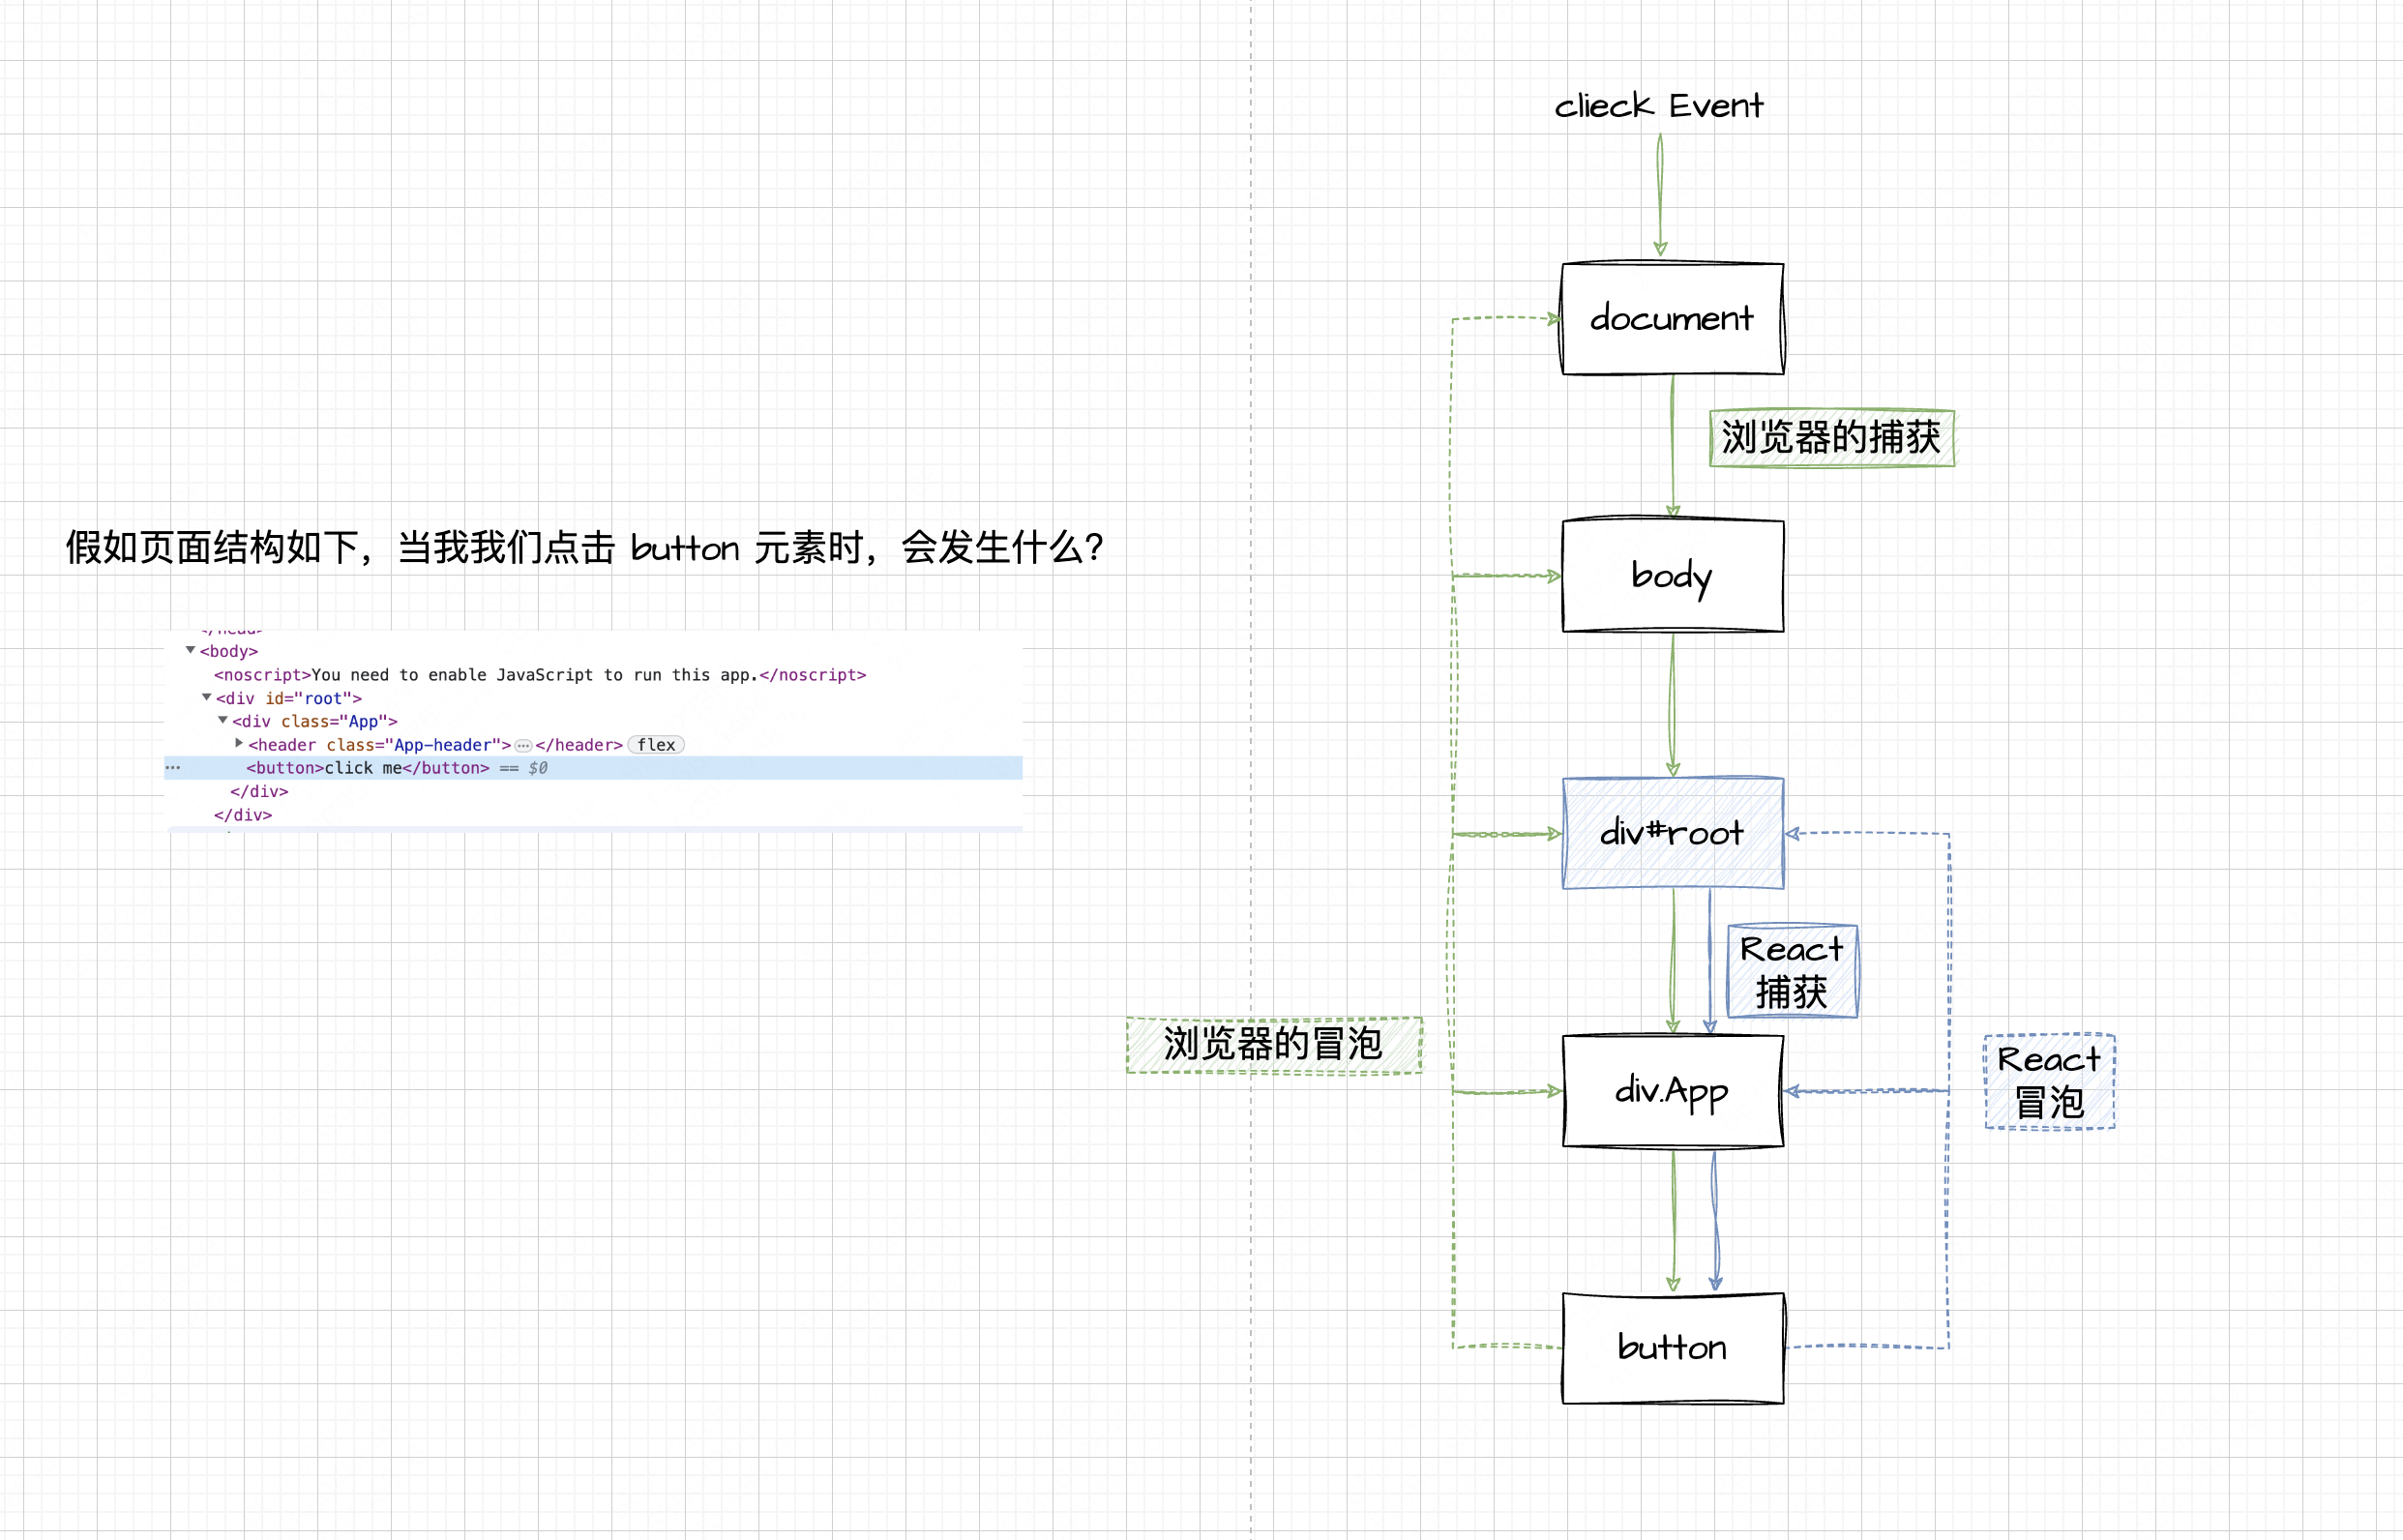 假如页面结构如下，当我我们点击 button 元素时，会发生什么？
</head>
<body>
<noscript>You need to enable JavaScript to run this app.</noscript>
<div id="root">
<div class="App">
<header class="App-header">…</header> flex
… <button>click me</button> == $0
</div>
</div>
clieck Event
document
浏览器的捕获
body
div#root
React
捕获
浏览器的冒泡
div.App
React
冒泡
button